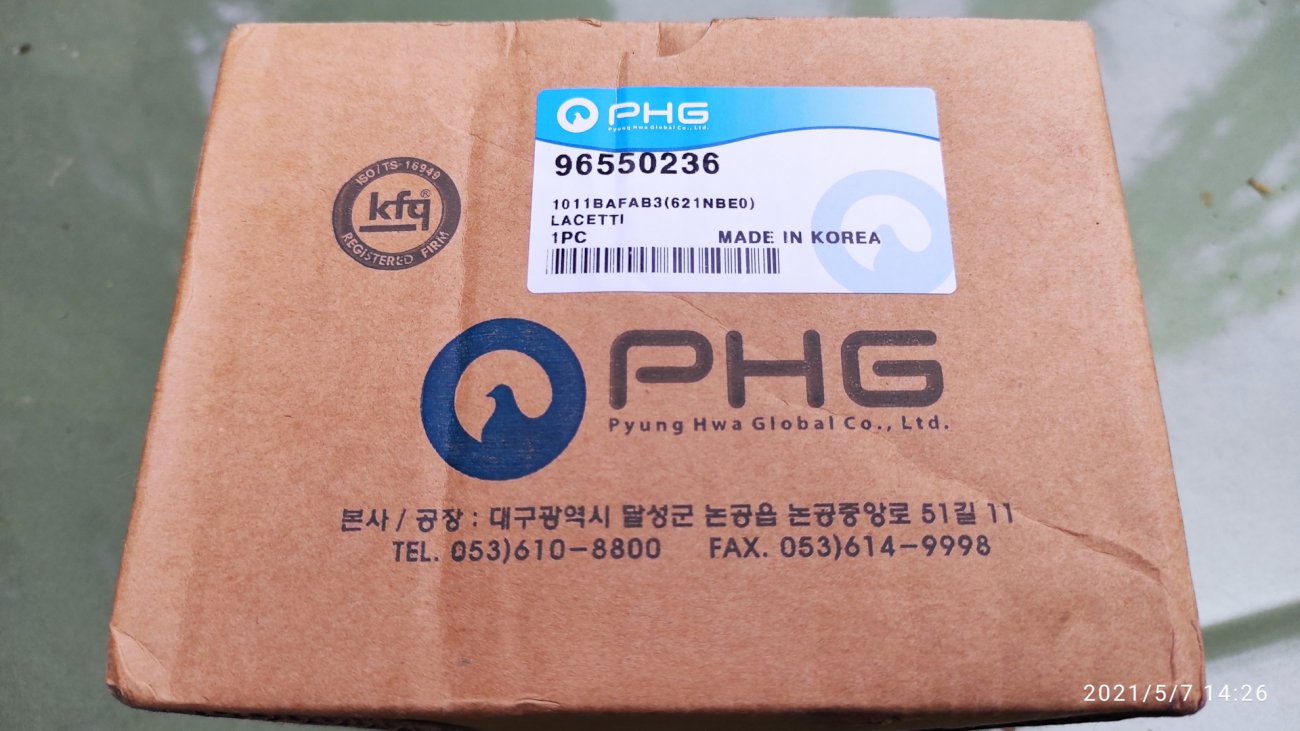 PHG
Pyung Hwa Global Co., Ltd.
96550236
1011BAFAB3(621NBE0)
LACETTI
1PC MADE IN KOREA
ISO/TS-16949
kfq®
REGISTERED FIRM
PHG
Pyung Hwa Global Co., Ltd.
본사 / 공장 : 대구광역시 달성군 논공읍 논공중앙로 51길 11
TEL. 053)610-8800 FAX. 053)614-9998
2021/5/7 14:26